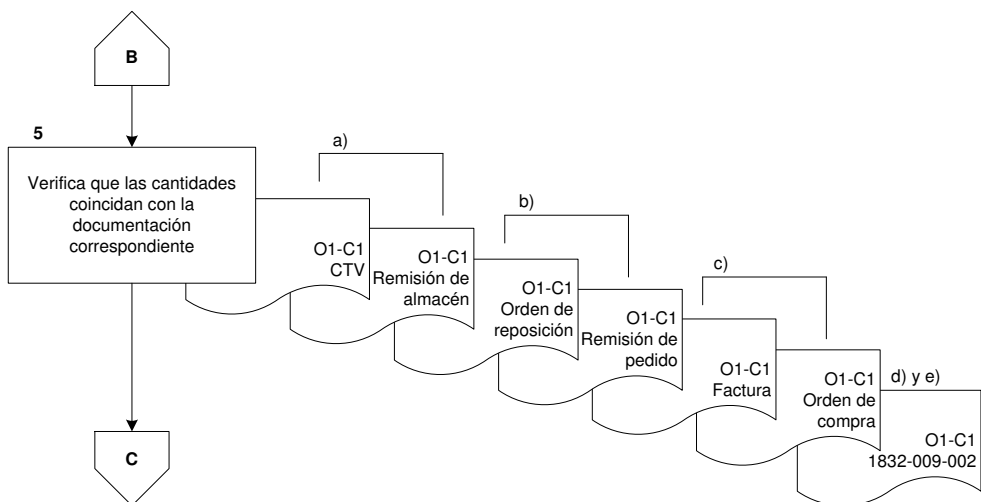 B
5
Verifica que las cantidades
coincidan con la
documentación
correspondiente
a)
O1-C1
CTV
O1-C1
Remisión de
almacén
b)
O1-C1
Orden de
reposición
O1-C1
Remisión de
pedido
c)
O1-C1
Factura
O1-C1
Orden de
compra
d) y e)
O1-C1
1832-009-002
C